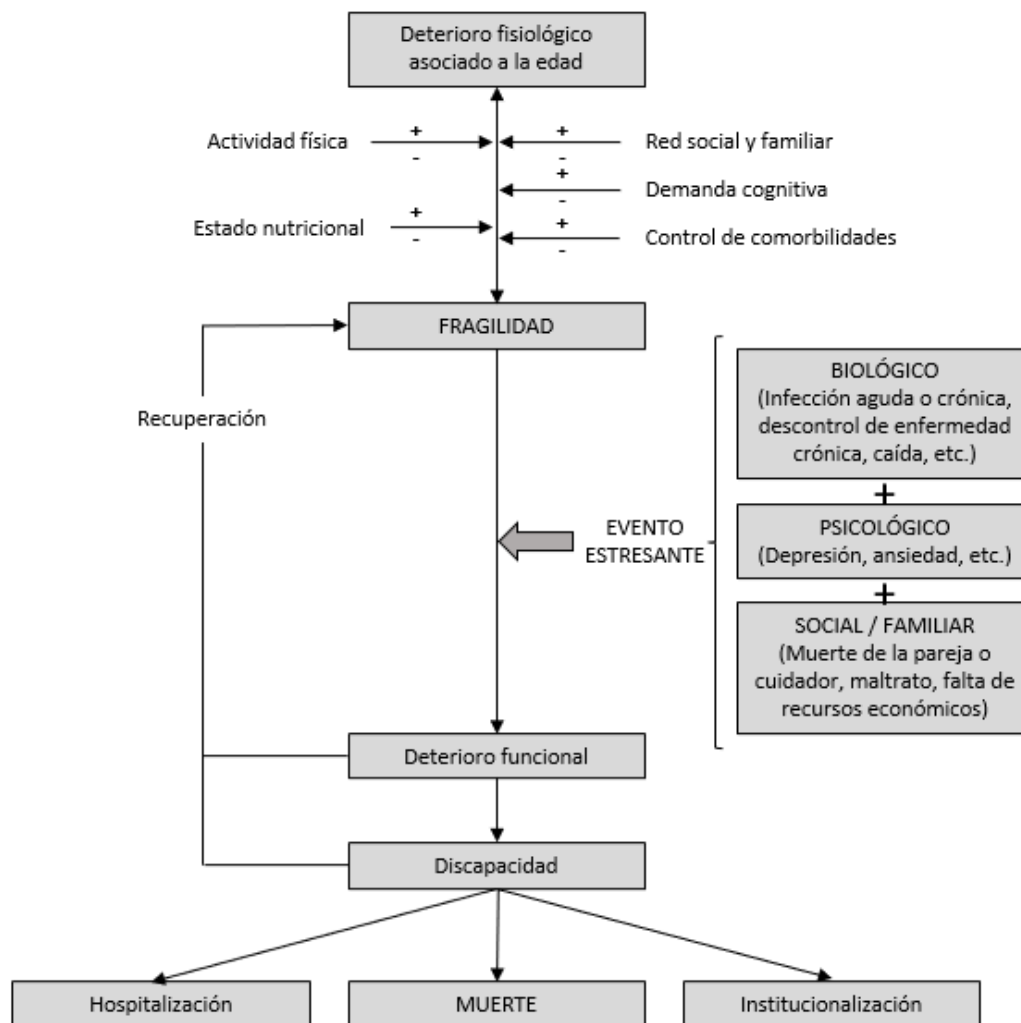 Deterioro fisiológico
asociado a la edad
Actividad física
+
-
+
-
Red social y familiar
+
-
Demanda cognitiva
Estado nutricional
+
-
+
-
Control de comorbilidades
FRAGILIDAD
Recuperación
EVENTO
ESTRESANTE
BIOLÓGICO
(Infección aguda o crónica,
descontrol de enfermedad
crónica, caída, etc.)
+
PSICOLÓGICO
(Depresión, ansiedad, etc.)
+
SOCIAL / FAMILIAR
(Muerte de la pareja o
cuidador, maltrato, falta de
recursos económicos)
Deterioro funcional
Discapacidad
Hospitalización
MUERTE
Institucionalización